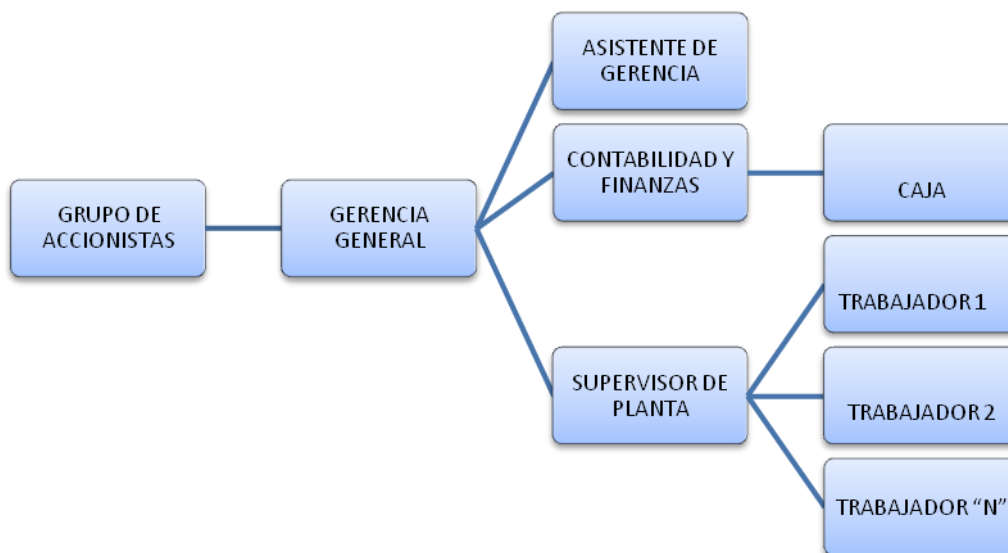 ASISTENTE DE
GERENCIA
CONTABILIDAD Y
FINANZAS
CAJA
GRUPO DE
ACCIONISTAS
GERENCIA
GENERAL
TRABAJADOR 1
SUPERVISOR DE
PLANTA
TRABAJADOR 2
TRABAJADOR “N”